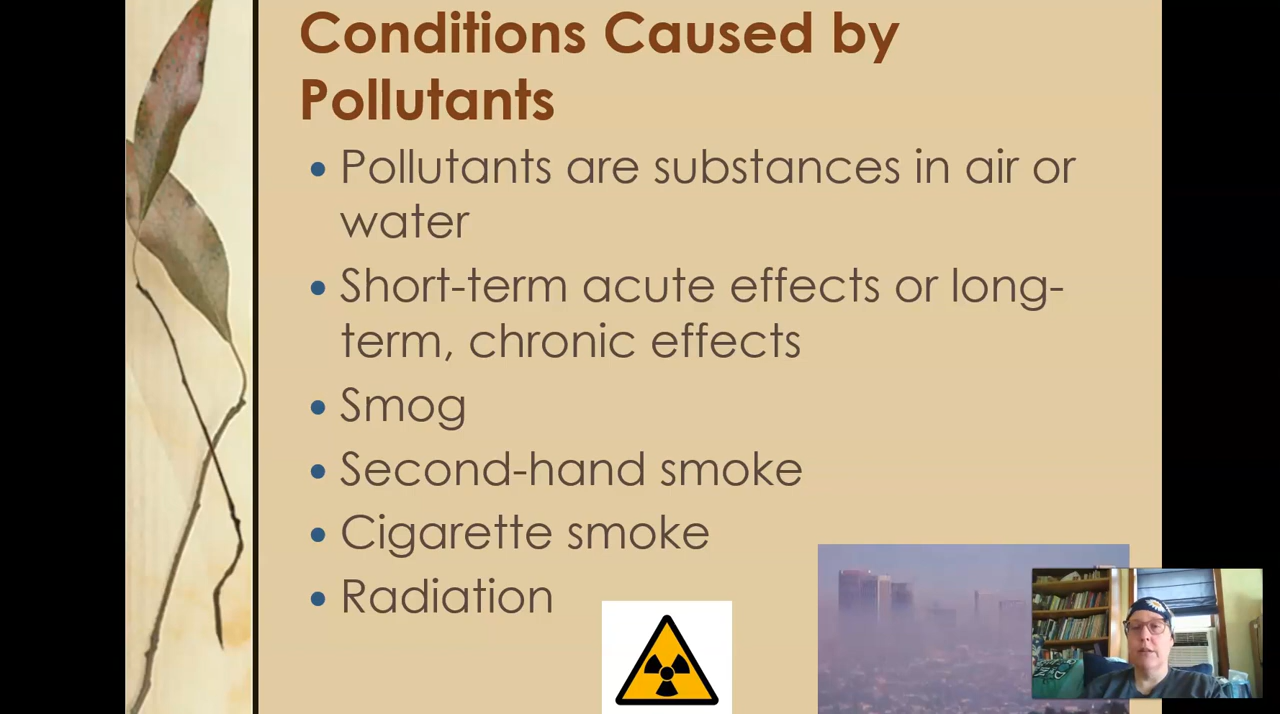 Conditions Caused by
Pollutants
• Pollutants are substances in air or
water
• Short-term acute effects or long-
term, chronic effects
• Smog
• Second-hand smoke
• Cigarette smoke
• Radiation